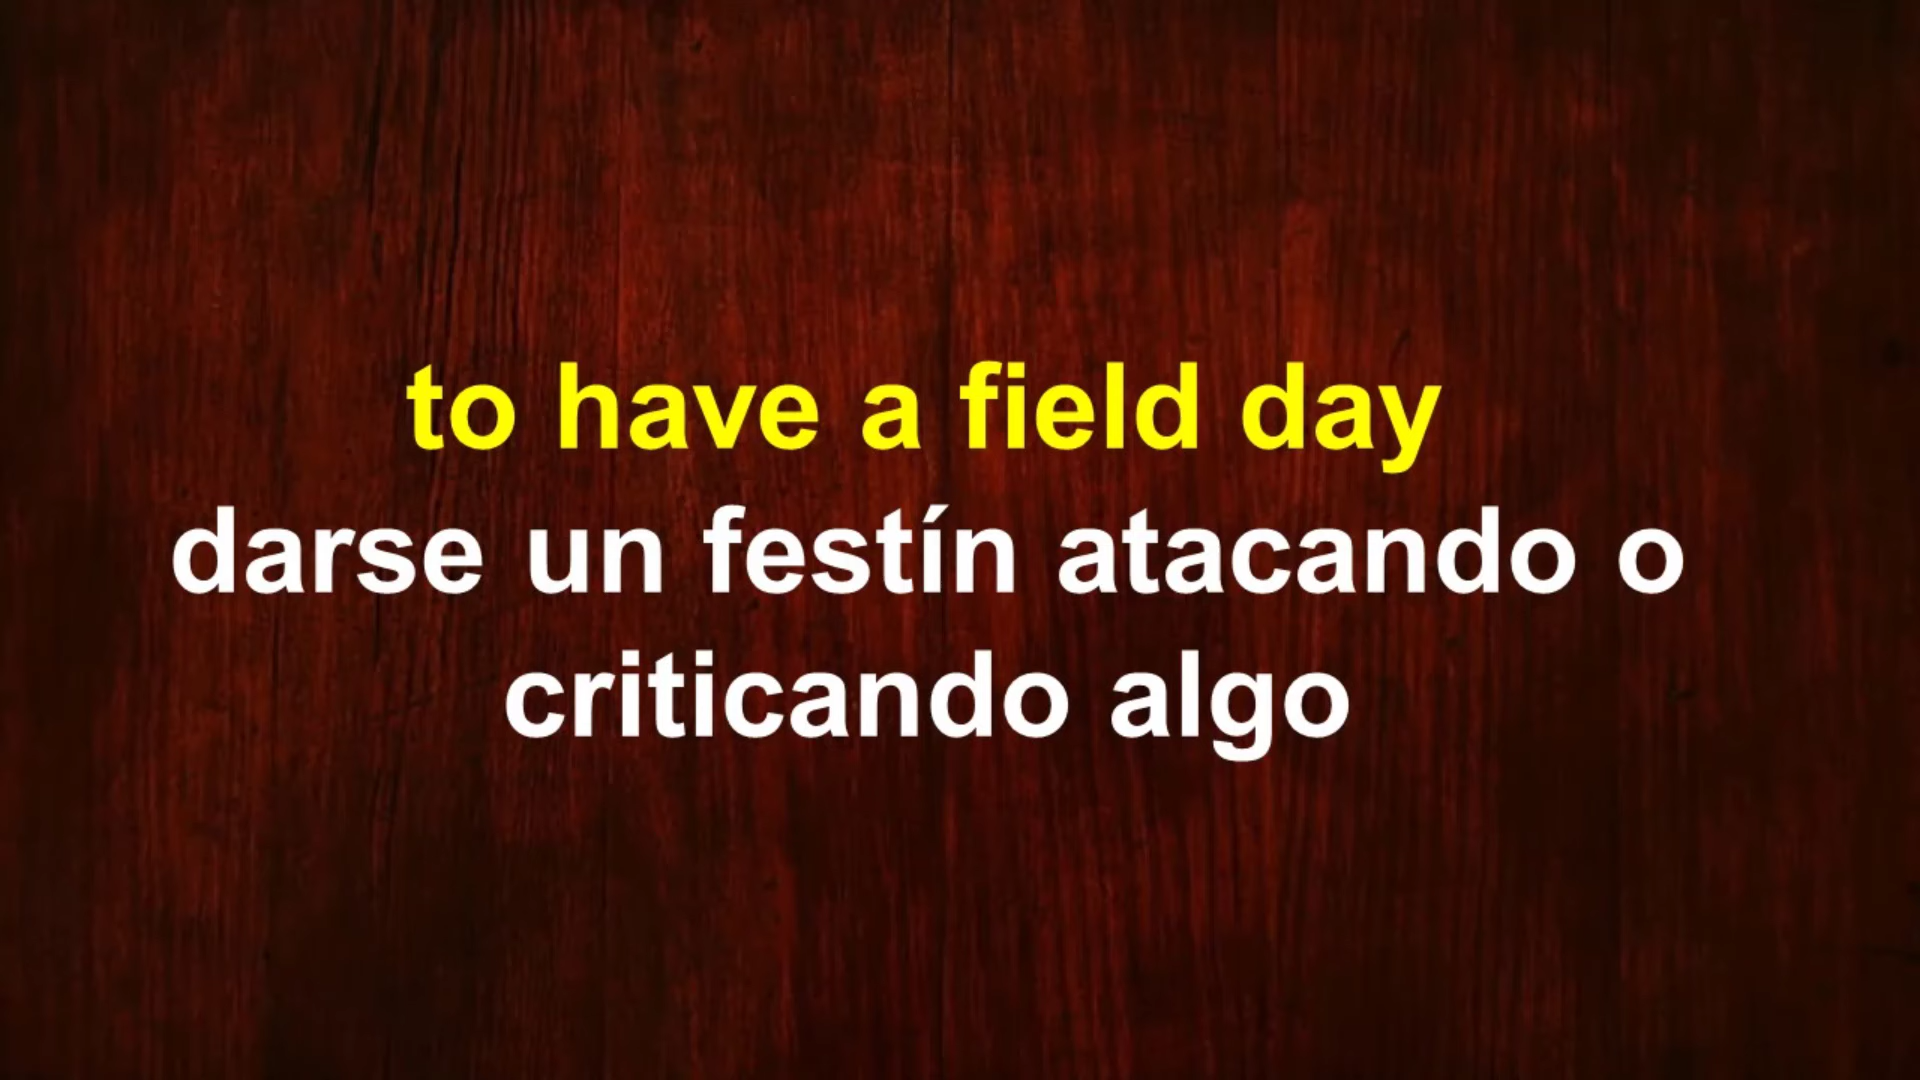 to have a field day
darse un festín atacando o
criticando algo